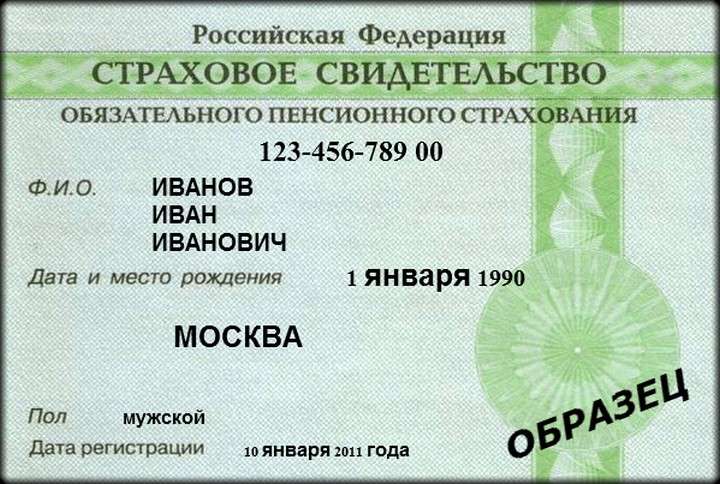 Российская Федерация
СТРАХОВОЕ СВИДЕТЕЛЬСТВО
ОБЯЗАТЕЛЬНОГО ПЕНСИОННОГО СТРАХОВАНИЯ
123-456-789 00
Ф.И.О. ИВАНОВ
ИВАН
ИВАНОВИЧ
Дата и место рождения 1 января 1990
МОСКВА
Пол мужской
Дата регистрации 10 января 2011 года
ОБРАЗЕЦ